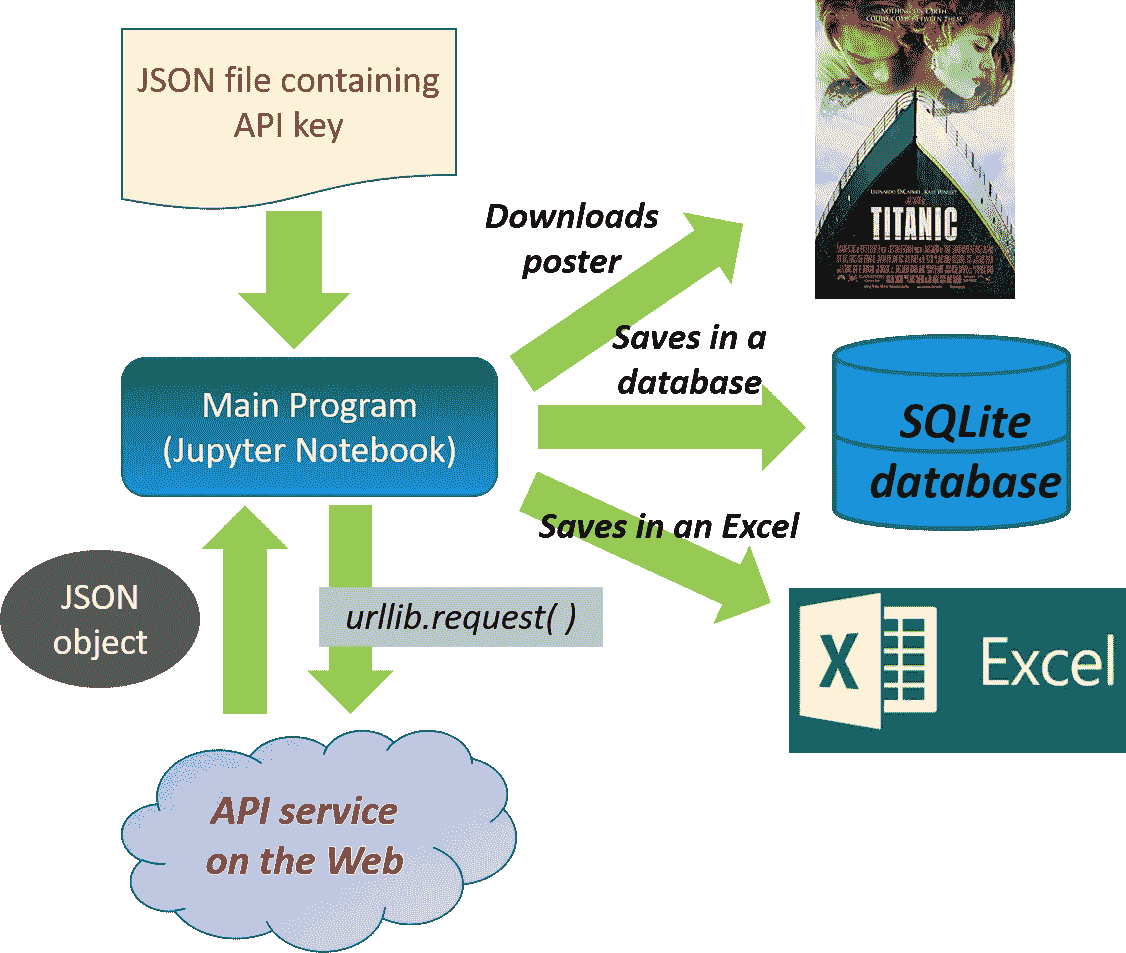 JSON file containing
API key
Downloads
poster
NOTHING ON EARTH
COULD COME BETWEEN THEM.
LEONARDO DICAPRIO KATE WINSLET
TITANIC
Saves in a
database
Main Program
(Jupyter Notebook)
SQLite
database
Saves in an Excel
JSON
object
urllib.request( )
X
Excel
API service
on the Web